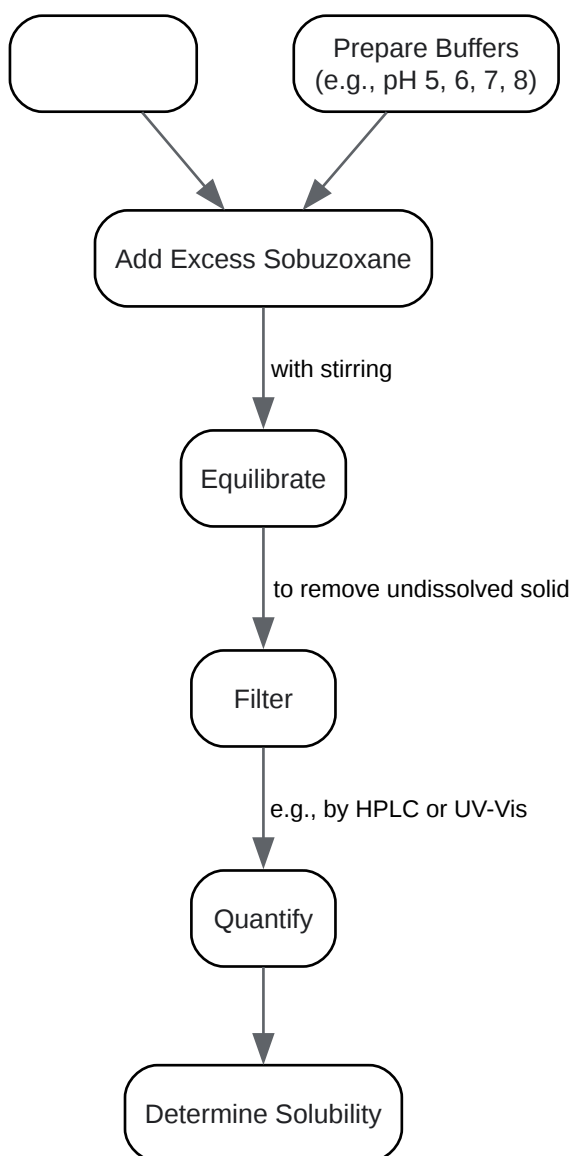 Prepare Buffers
(e.g., pH 5, 6, 7, 8)
Add Excess Sobuzoxane
with stirring
Equilibrate
to remove undissolved solid
Filter
e.g., by HPLC or UV-Vis
Quantify
Determine Solubility